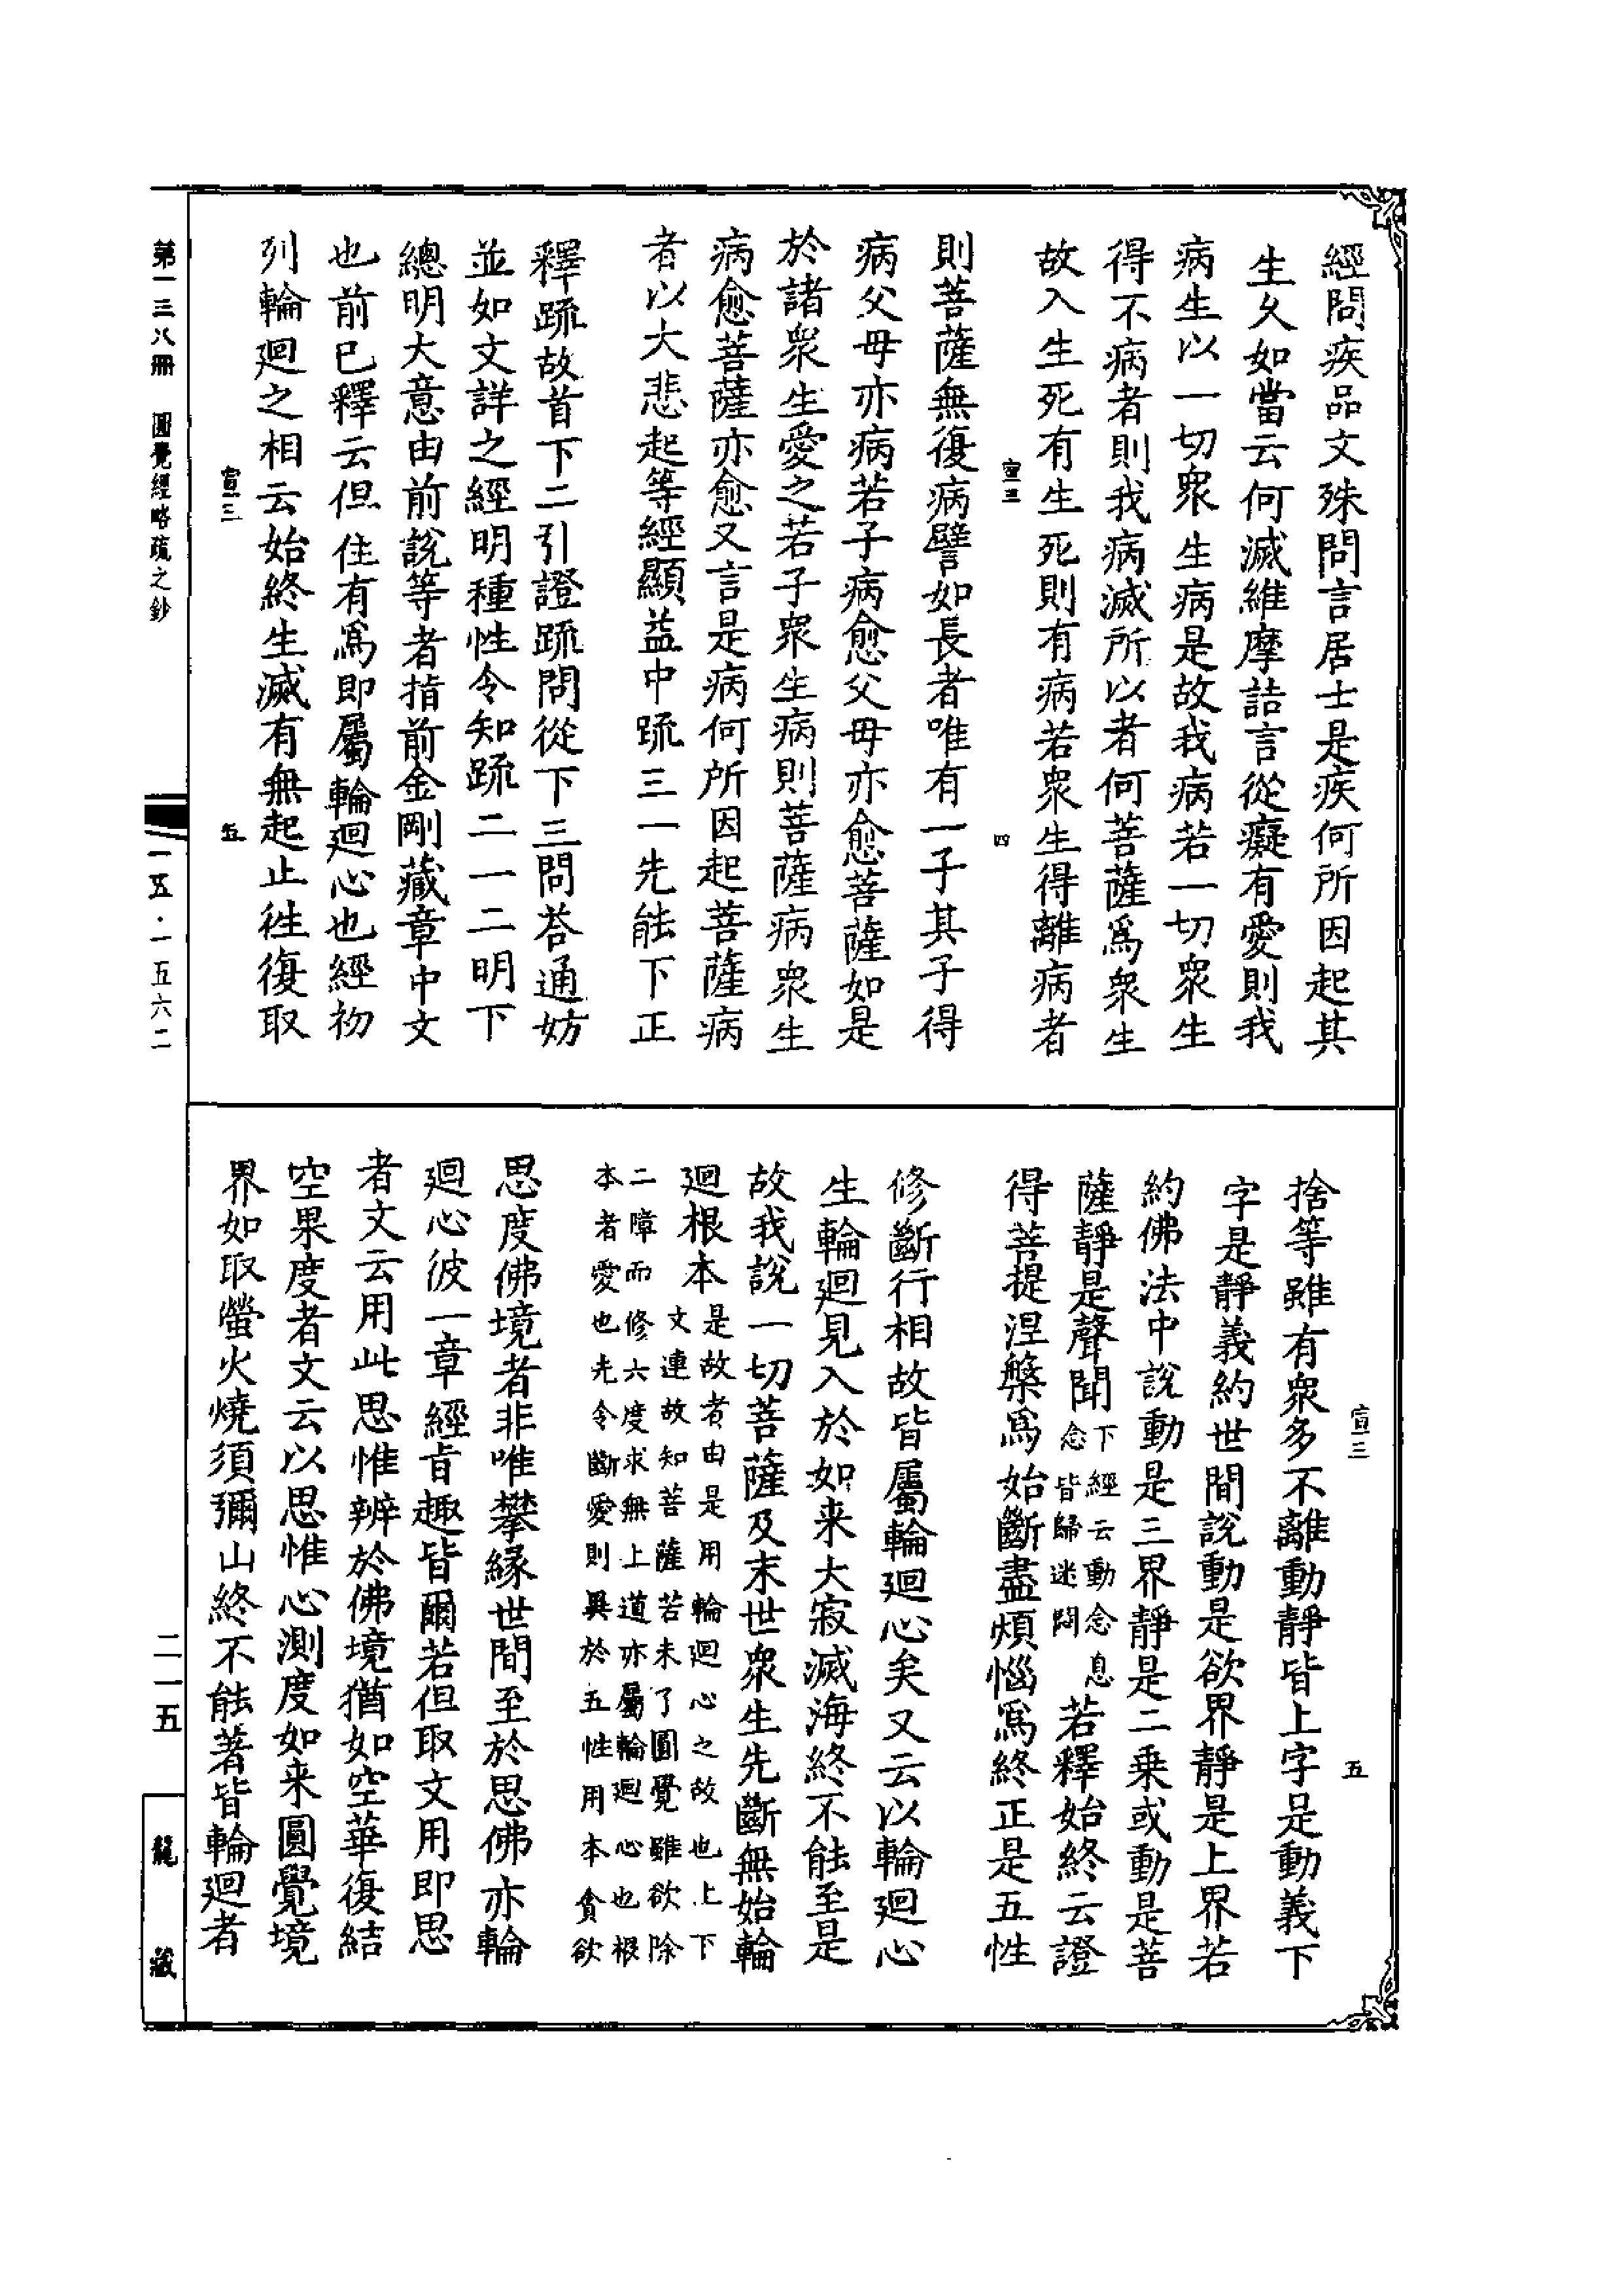 經問疾品文殊問言居士是疾何所因起其
生久如當云何滅維摩詰言從癡有愛則我
病生以一切衆生病是故我病若一切衆生
得不病者則我病滅所以者何菩薩爲衆生
故入生死有生死則有病若衆生得離病者
宣三 四
則菩薩無復病譬如長者唯有一子其子得
病父母亦病若子病愈父母亦愈菩薩如是
於諸衆生愛之若子衆生病則菩薩病衆生
病愈菩薩亦愈又言是病何所因起菩薩病
者以大悲起等經顯益中䟽三一先能下正
釋䟽故首下二引證䟽問從下三問荅通妨
並如文詳之經明種性令知䟽二一二明下
總明大意由前說等者指前金剛藏章中文
也前已釋云但住有爲即屬輪廻心也經初
列輪廻之相云始終生滅有無起止徃復取
宣三 五
捨等雖有衆多不離動靜皆上字是動義下
字是靜義約世間說動是欲界靜是上界若
約佛法中說動是三界靜是二乗或動是菩
薩靜是聲聞下經云動念息念皆歸迷悶若釋始終云證
得菩提涅槃爲始斷盡煩惱爲終正是五性
宣三 五
修斷行相故皆屬輪廻心矣又云以輪廻心
生輪廻見入於如来大寂滅海終不能至是
故我說一切菩薩及末世衆生先斷無始輪
廻根本是故者由是用輪廻心之故也上下
文連故知菩薩若未了圓覺雖欲除
二障而修六度求無上道亦屬輪廻心也根
本者愛也先令斷愛則異於五性用本貪欲
思度佛境者非唯攀緣世間至於思佛亦輪
廻心彼一章經肯趣皆爾若但取文用即思
者文云用此思惟辨於佛境猶如空華復結
空果度者文云以思惟心測度如来圓覺境
界如取螢火燒須彌山終不能著皆輪廻者
第一三八冊 圓覺經略疏之鈔
一五·一五六二
二一五
龍藏